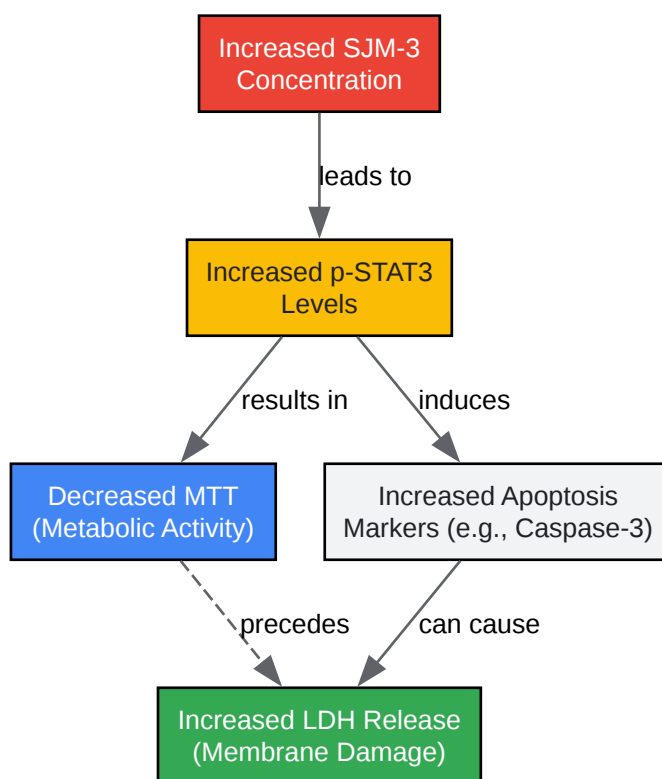 Increased SJM-3
Concentration
leads to
Increased p-STAT3
Levels
results in
induces
Decreased MTT
(Metabolic Activity)
Increased Apoptosis
Markers (e.g., Caspase-3)
precedes
can cause
Increased LDH Release
(Membrane Damage)